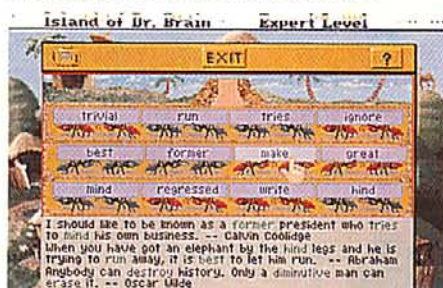 Island of Dr. Brain Expert Level
EXIT ?
trivial run tries ignore
best former make great
mind regressed write hind
I should like to be known as a former president who tries
to mind his own business. -- Calvin Coolidge
When you have got an elephant by the hind legs and he is
trying to run away, it is best to let him run. -- Abraham
Anybody can destroy history. Only a diminutive man can
erase it. -- Oscar Wilde